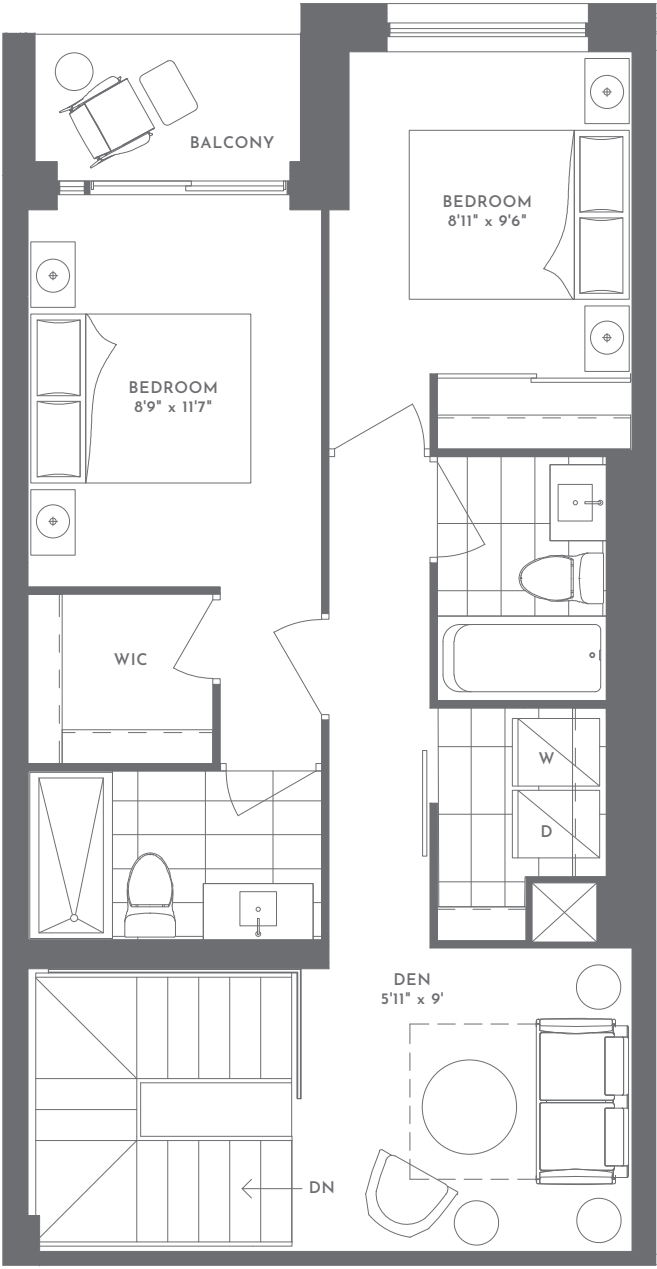 BALCONY
BEDROOM
8'11" x 9'6"
BEDROOM
8'9" x 11'7"
WIC
W
D
DEN
5'11" x 9'
DN